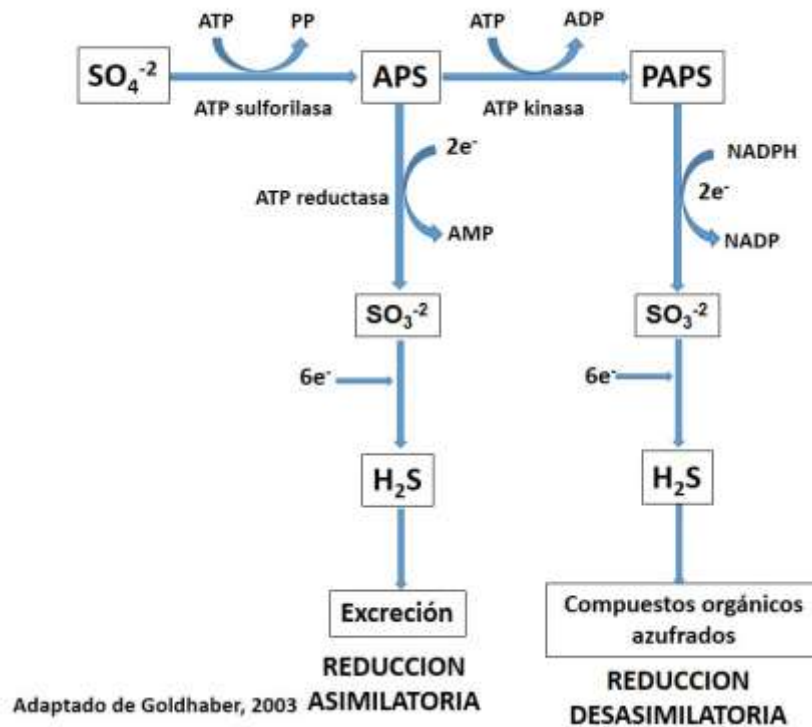 ATP PP ATP ADP
SO₄⁻² APS PAPS
ATP sulforilasa ATP kinasa
2e⁻ NADPH
ATP reductasa 2e⁻
AMP NADP
SO₃⁻² SO₃⁻²
6e⁻ 6e⁻
H₂S H₂S
Excreción Compuestos orgánicos
azufrados
REDUCCION
ASIMILATORIA
REDUCCION
DESASIMILATORIA
Adaptado de Goldhaber, 2003